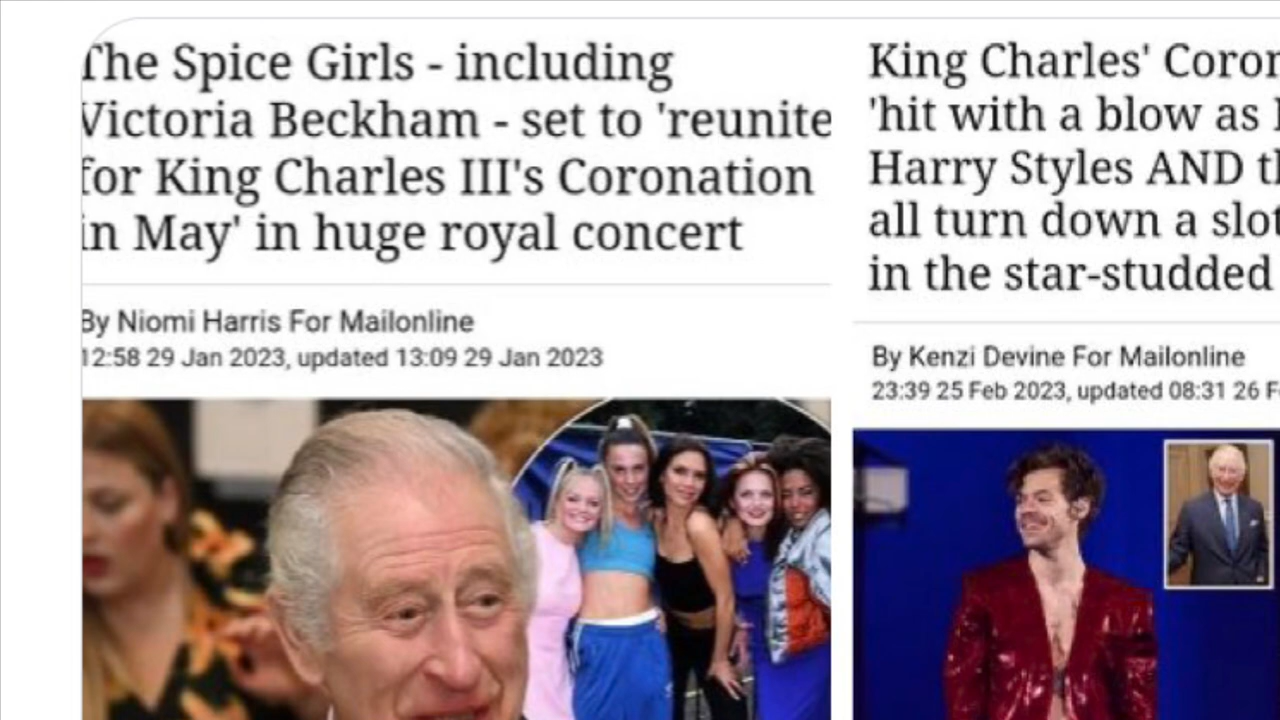 The Spice Girls - including
Victoria Beckham - set to 'reunite
for King Charles III's Coronation
in May' in huge royal concert
By Niomi Harris For Mailonline
12:58 29 Jan 2023, updated 13:09 29 Jan 2023
King Charles' Coron
'hit with a blow as
Harry Styles AND th
all turn down a slot
in the star-studded
By Kenzi Devine For Mailonline
23:39 25 Feb 2023, updated 08:31 26 F